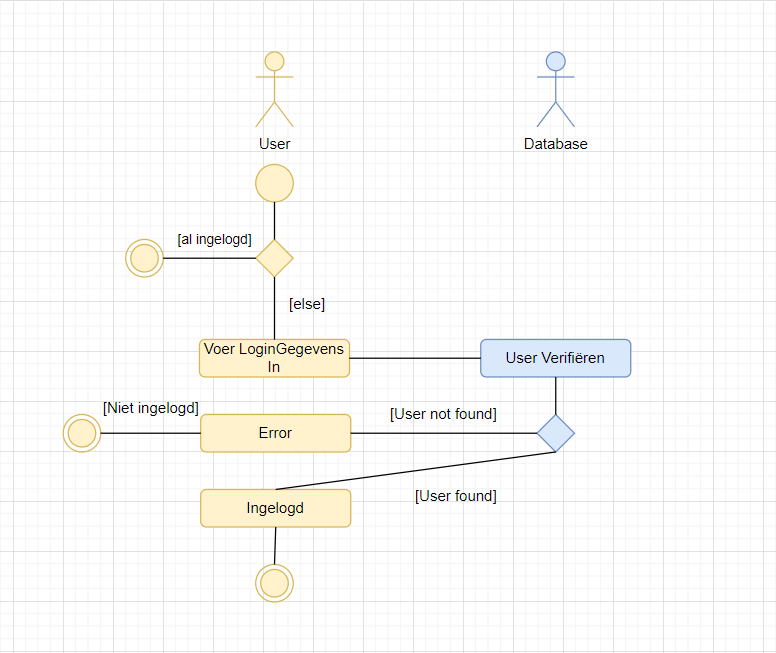 User
Database
[al ingelogd]
[else]
Voer LoginGegevens
In
User Verifiëren
[Niet ingelogd]
[User not found]
Error
[User found]
Ingelogd